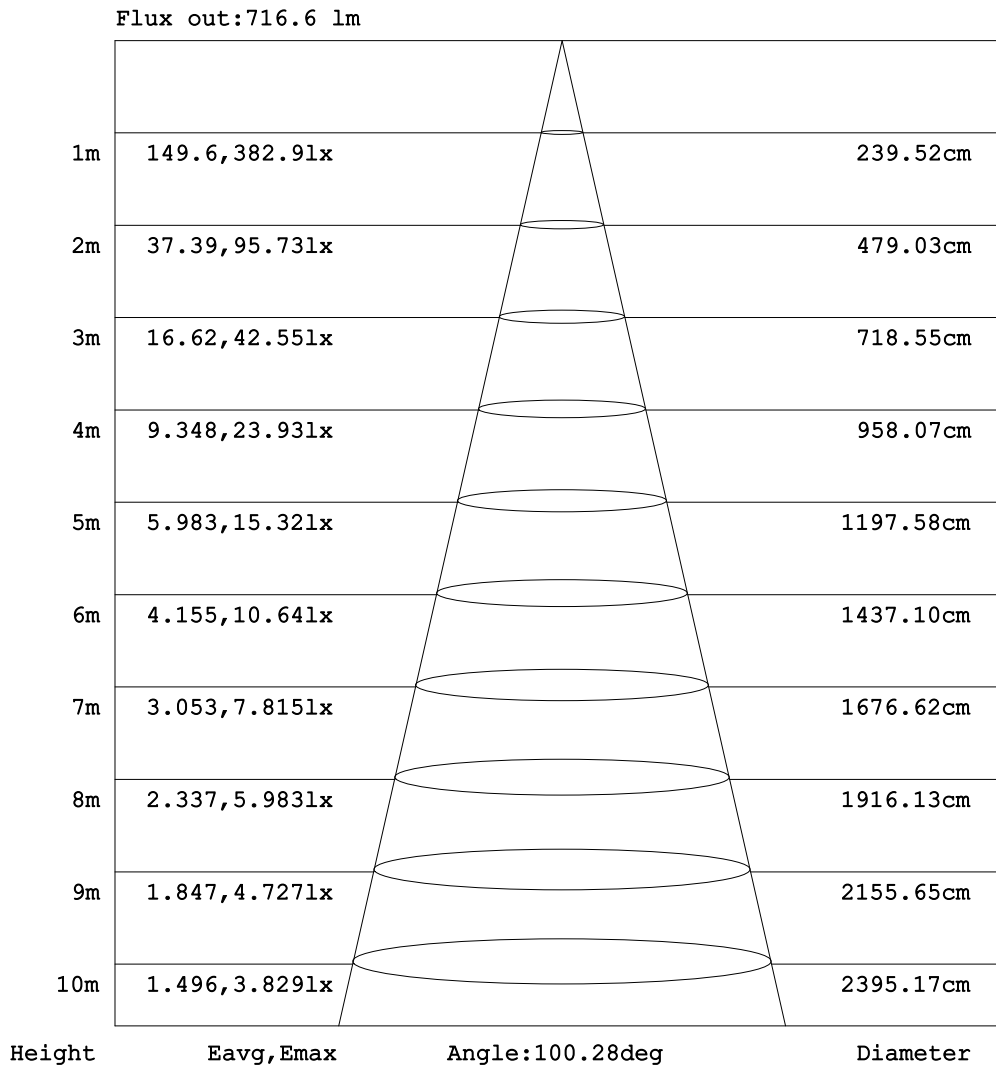 Flux out:716.6 lm
1m 149.6,382.9lx 239.52cm
2m 37.39,95.73lx 479.03cm
3m 16.62,42.55lx 718.55cm
4m 9.348,23.93lx 958.07cm
5m 5.983,15.32lx 1197.58cm
6m 4.155,10.64lx 1437.10cm
7m 3.053,7.815lx 1676.62cm
8m 2.337,5.983lx 1916.13cm
9m 1.847,4.727lx 2155.65cm
10m 1.496,3.829lx 2395.17cm
Height Eavg,Emax Angle:100.28deg Diameter